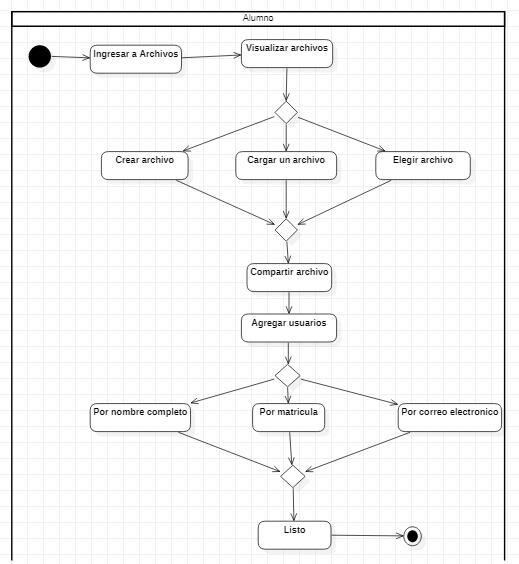 Alumno
Ingresar a Archivos
Visualizar archivos
Crear archivo
Cargar un archivo
Elegir archivo
Compartir archivo
Agregar usuarios
Por nombre completo
Por matricula
Por correo electronico
Listo